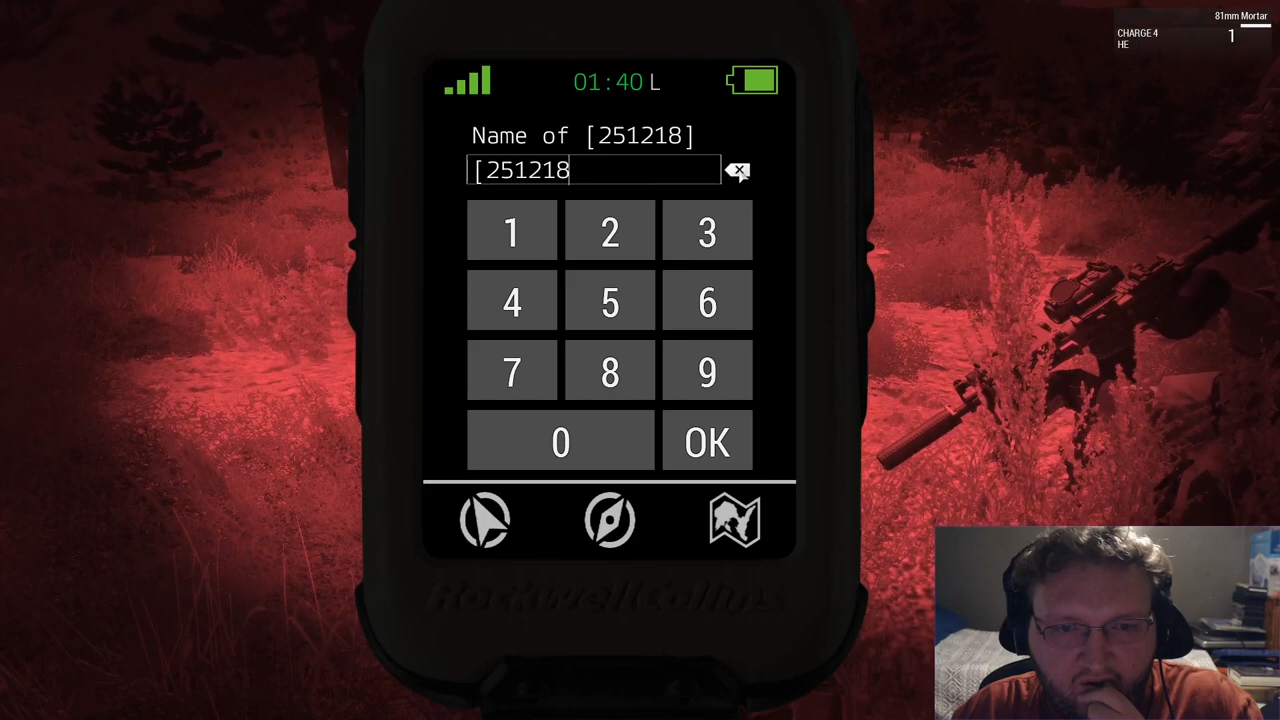 81mm Mortar
CHARGE 4 1
HE
01:40 L
Name of [251218]
[251218
1 2 3
4 5 6
7 8 9
0 OK
RockwellCollins